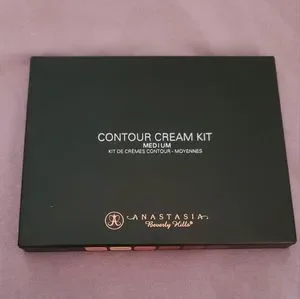 CONTOUR CREAM KIT
MEDIUM
KIT DE CRÈMES CONTOUR - MOYENNES
ANASTASIA
Beverly Hills®